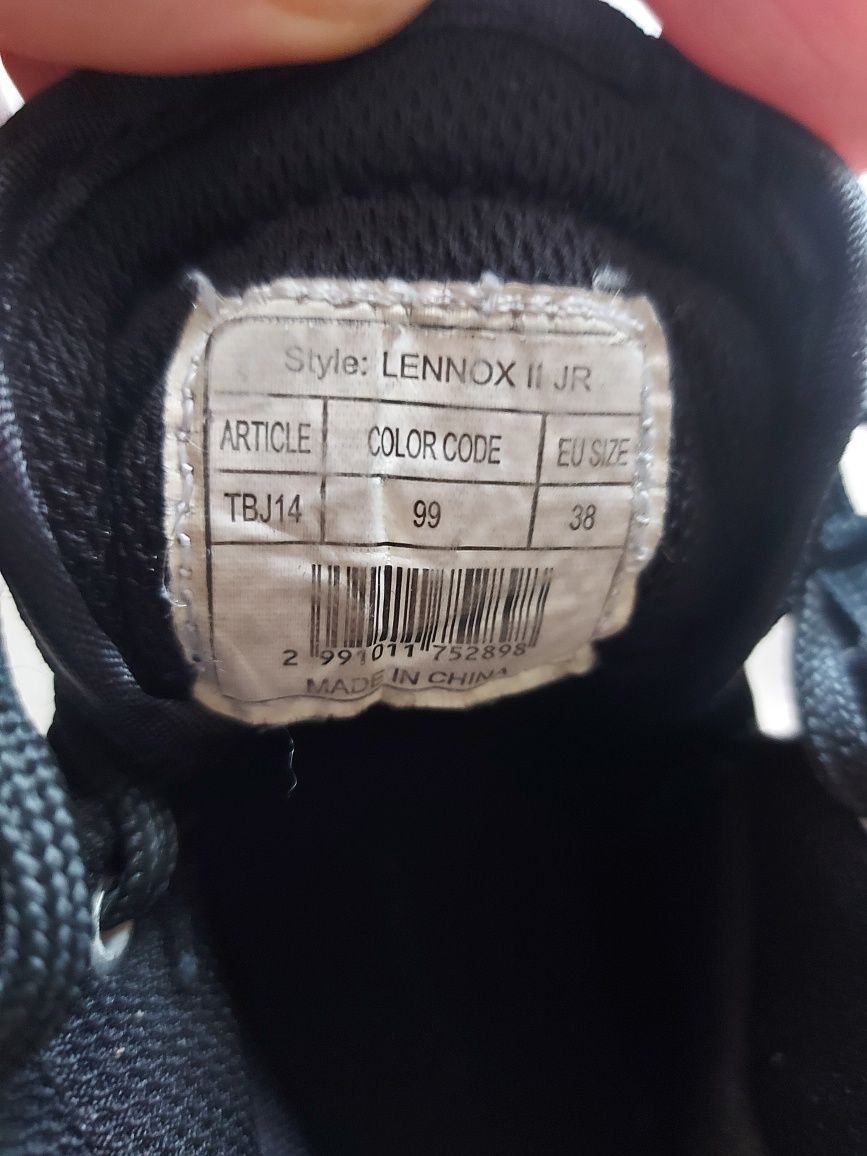 Style: LENNOX II JR
ARTICLE COLOR CODE EU SIZE
TBJ14 99 38
2 991011 752898
MADE IN CHINA